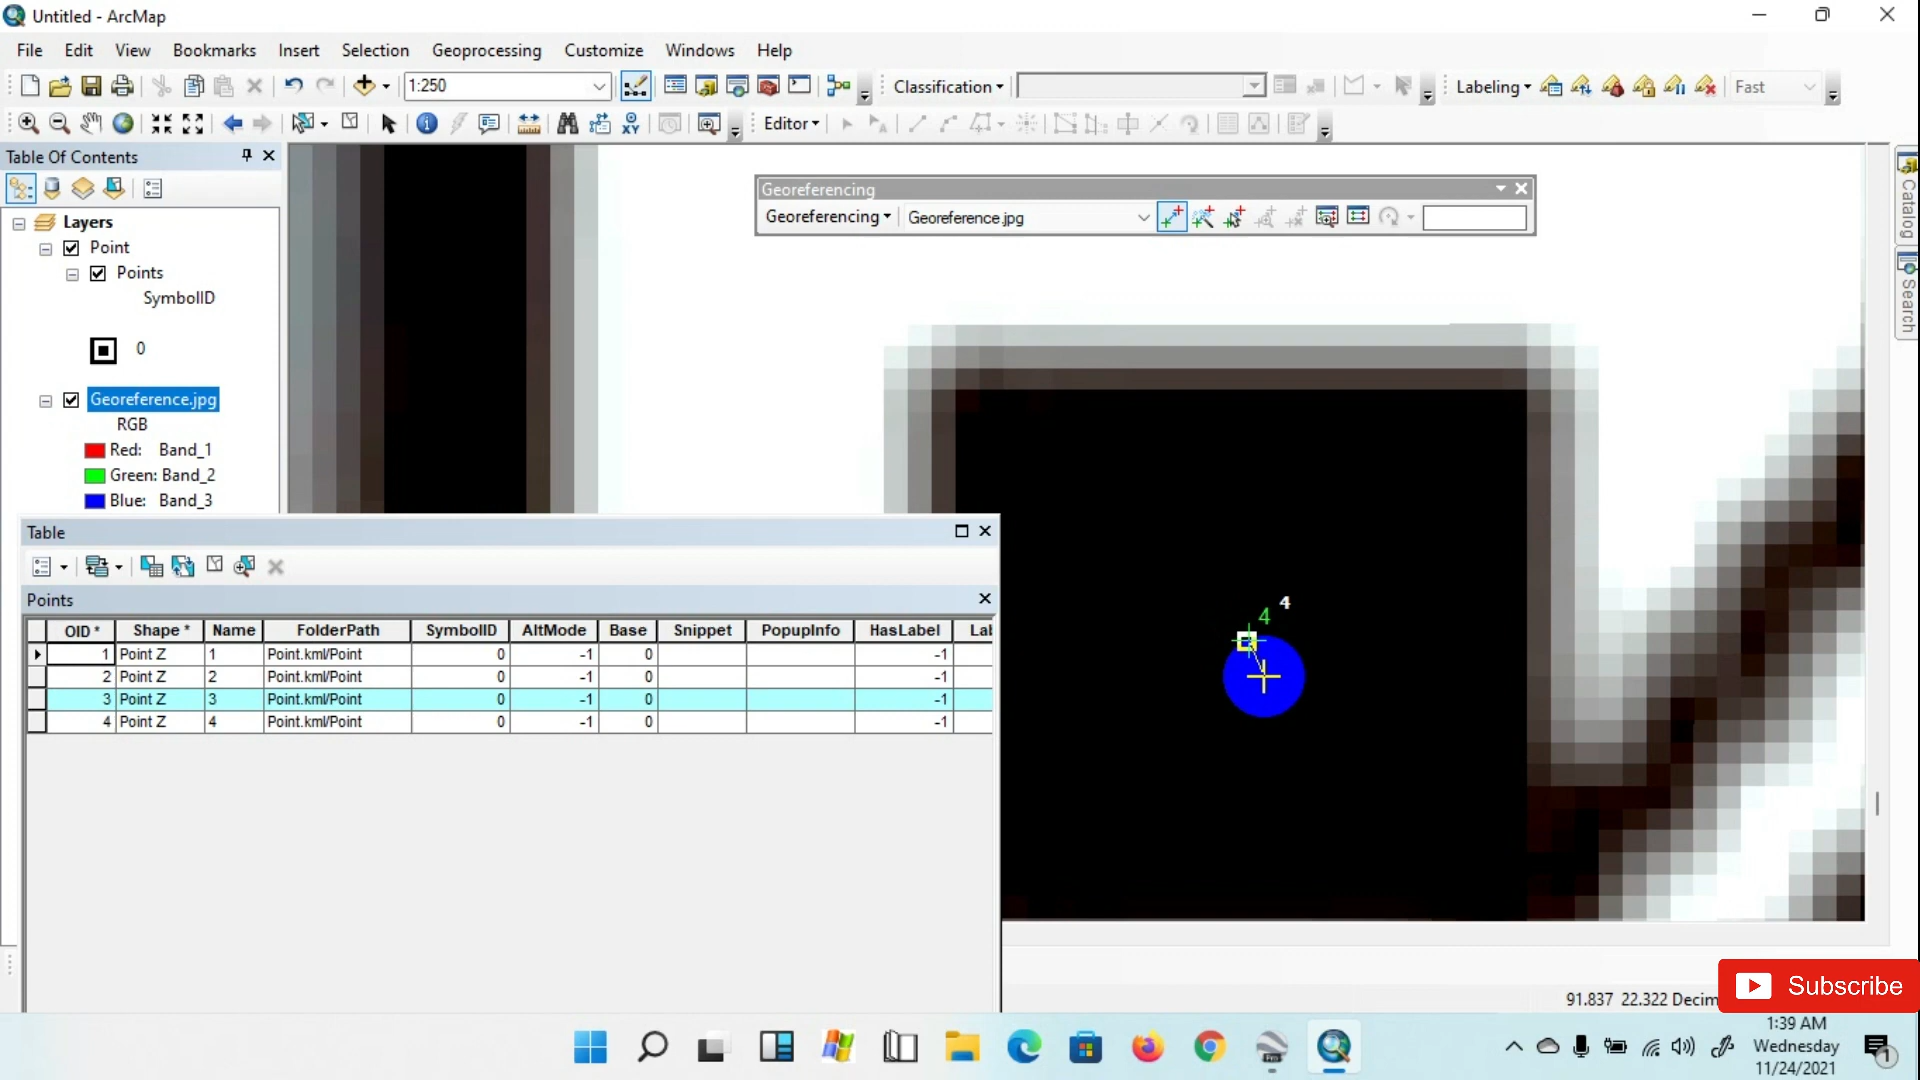 Untitled - ArcMap
File Edit View Bookmarks Insert Selection Geoprocessing Customize Windows Help
1:250 Classification Labeling Fast
XY Editor
Table Of Contents
Layers
Point
Points
SymbolID
0
Georeference.jpg
RGB
Red: Band_1
Green: Band_2
Blue: Band_3
Georeferencing
Georeferencing Georeference.jpg
Catalog
Search
4
4
Table
Points
OID * Shape * Name FolderPath SymbolID AltMode Base Snippet PopupInfo HasLabel Lab
1 Point Z 1 Point.kml/Point 0 -1 0 -1
2 Point Z 2 Point.kml/Point 0 -1 0 -1
3 Point Z 3 Point.kml/Point 0 -1 0 -1
4 Point Z 4 Point.kml/Point 0 -1 0 -1
91.837 22.322 Decim
Subscribe
Pro
1:39 AM
Wednesday
11/24/2021
1